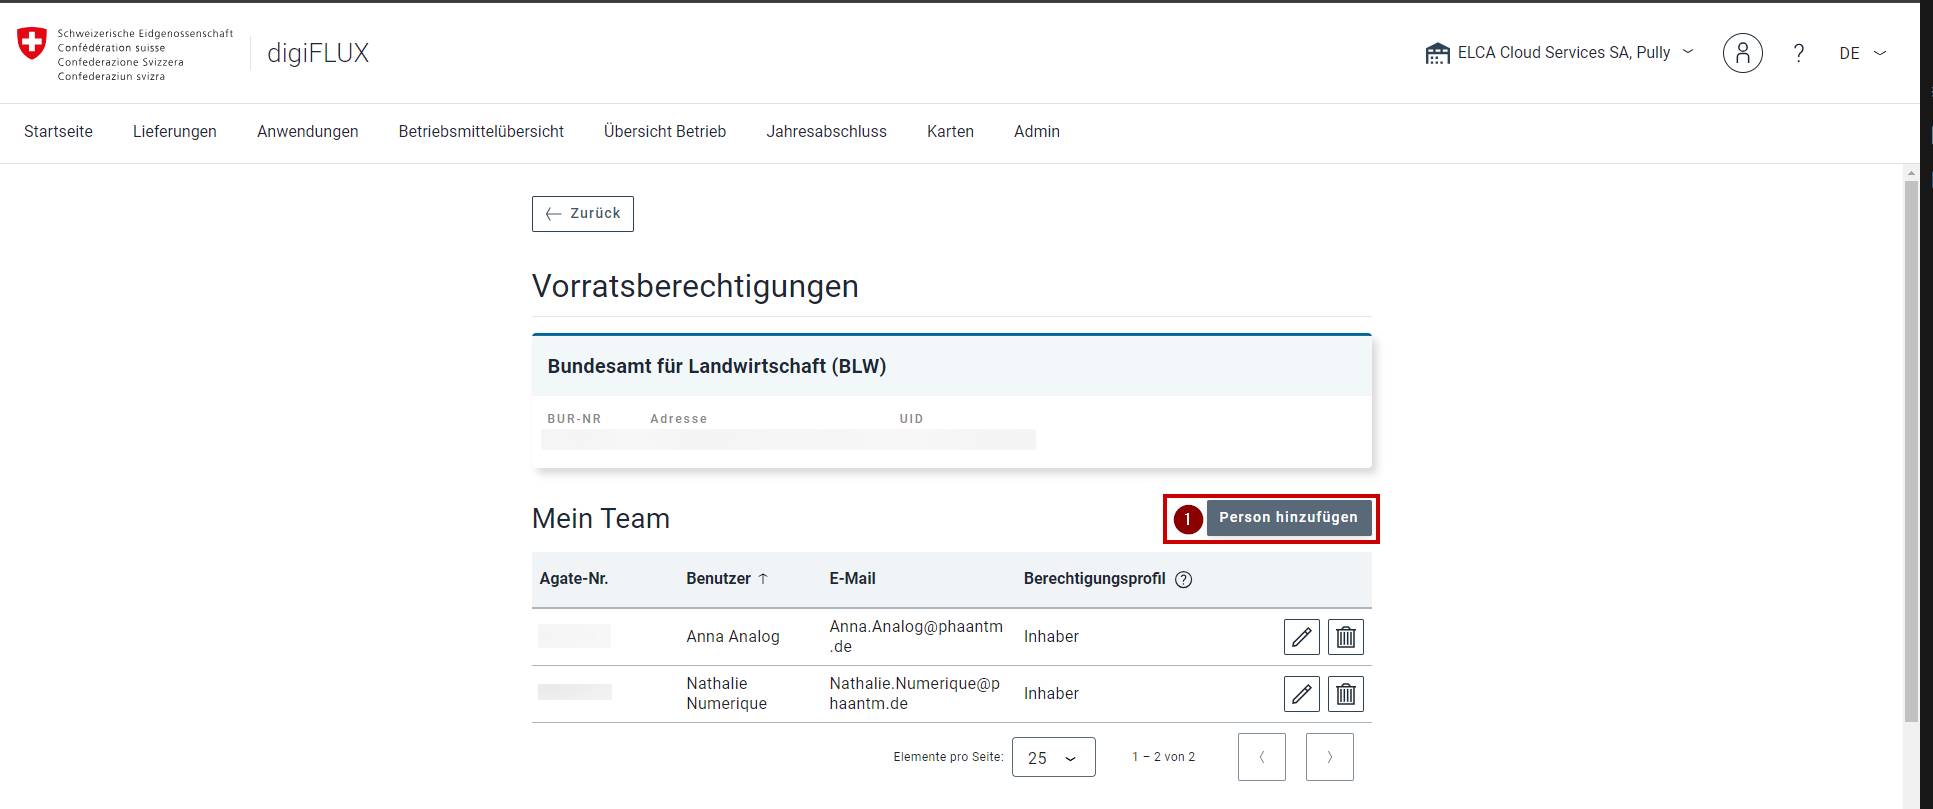 Schweizerische Eidgenossenschaft
Confédération suisse
Confederazione Svizzera
Confederaziun svizra
digiFLUX
ELCA Cloud Services SA, Pully
?
DE
Startseite Lieferungen Anwendungen Betriebsmittelübersicht Übersicht Betrieb Jahresabschluss Karten Admin
Zurück
Vorratsberechtigungen
Bundesamt für Landwirtschaft (BLW)
BUR-NR Adresse UID
Mein Team
1 Person hinzufügen
Agate-Nr. Benutzer ↑ E-Mail Berechtigungsprofil ?
Anna Analog Anna.Analog@phaantm
.de Inhaber
Nathalie
Numerique Nathalie.Numerique@p
haantm.de Inhaber
Elemente pro Seite: 25 1 – 2 von 2